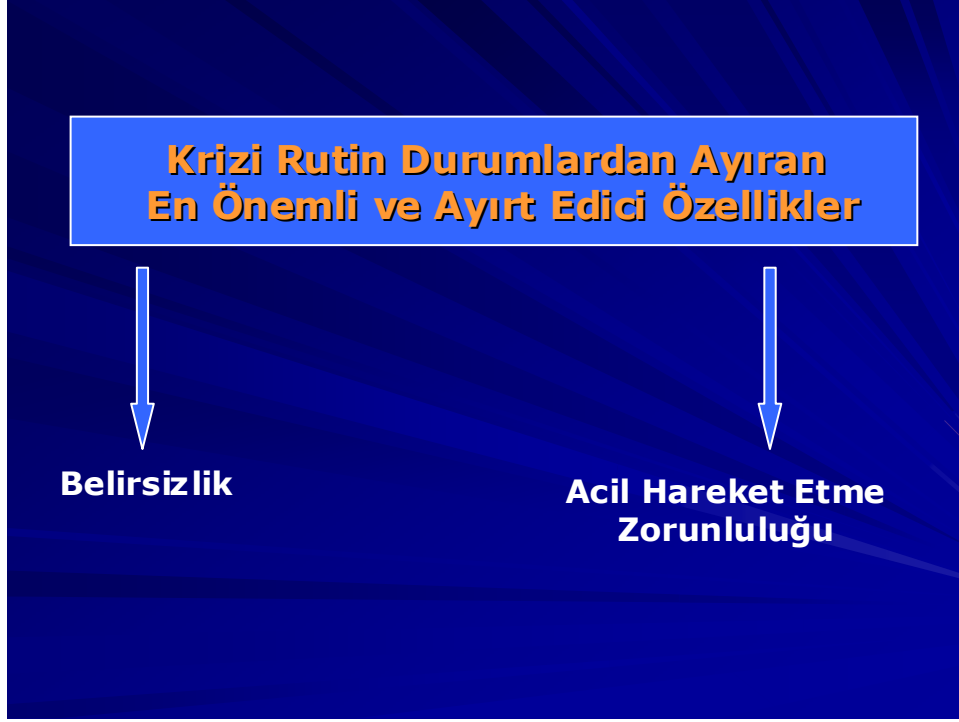 Krizi Rutin Durumlardan Ayıran
En Önemli ve Ayırt Edici Özellikler
Belirsizlik
Acil Hareket Etme
Zorunluluğu